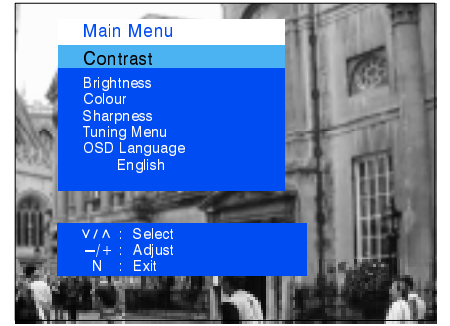 Main Menu
Contrast
Brightness
Colour
Sharpness
Tuning Menu
OSD Language
English
∨/∧ : Select
−/+ : Adjust
N : Exit